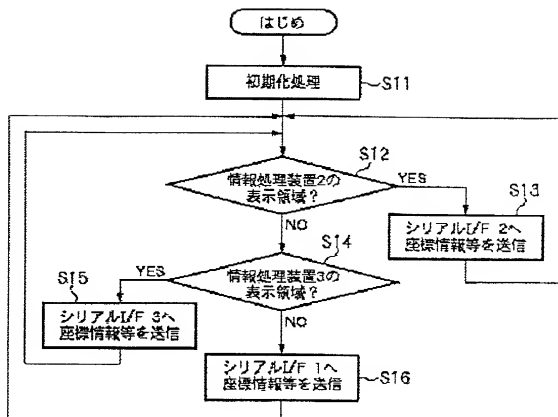 はじめ
初期化処理
S11
S12
情報処理装置2の
表示領域？
YES
S13
シリアルI/F 2へ
座標情報等を送信
NO
S14
情報処理装置3の
表示領域？
YES
S15
シリアルI/F 3へ
座標情報等を送信
NO
シリアルI/F 1へ
座標情報等を送信
S16